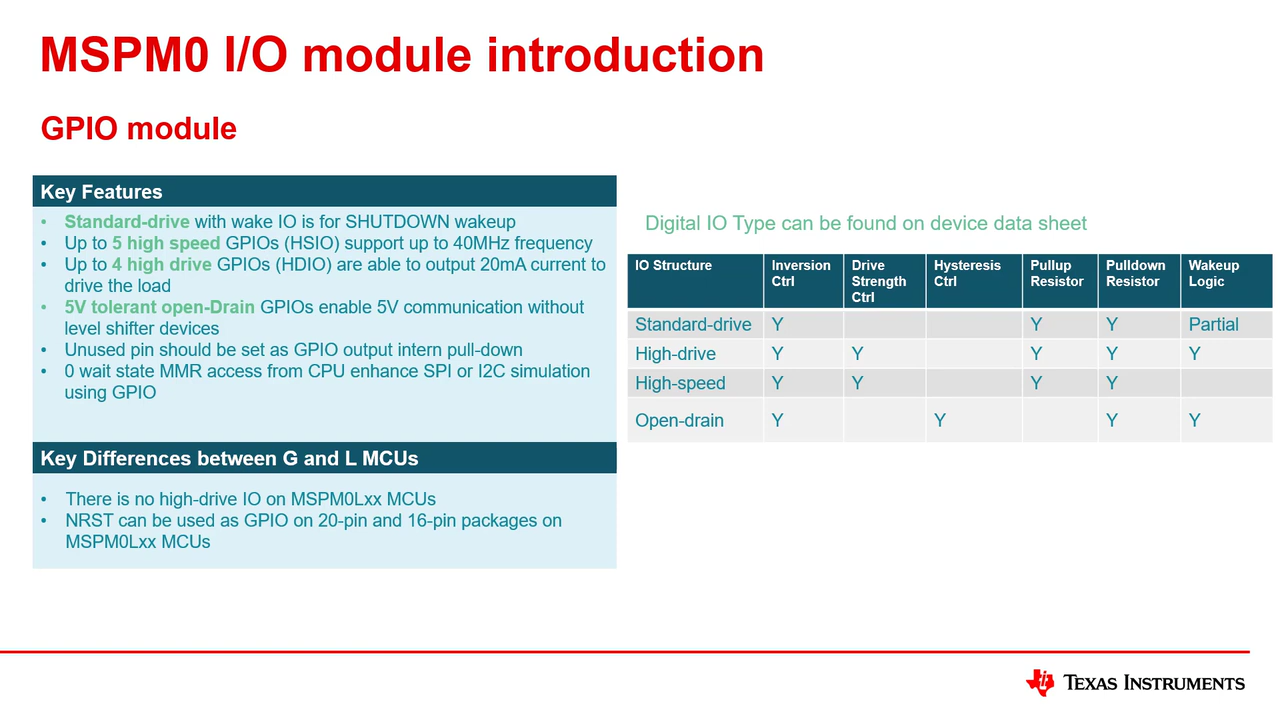 MSPM0 I/O module introduction
GPIO module
Key Features
• Standard-drive with wake IO is for SHUTDOWN wakeup
• Up to 5 high speed GPIOs (HSIO) support up to 40MHz frequency
• Up to 4 high drive GPIOs (HDIO) are able to output 20mA current to
drive the load
• 5V tolerant open-Drain GPIOs enable 5V communication without
level shifter devices
• Unused pin should be set as GPIO output intern pull-down
• 0 wait state MMR access from CPU enhance SPI or I2C simulation
using GPIO
Key Differences between G and L MCUs
• There is no high-drive IO on MSPM0Lxx MCUs
• NRST can be used as GPIO on 20-pin and 16-pin packages on
MSPM0Lxx MCUs
Digital IO Type can be found on device data sheet
IO Structure Inversion Ctrl Drive Strength Ctrl Hysteresis Ctrl Pullup Resistor Pulldown Resistor Wakeup Logic
Standard-drive Y Y Y Partial
High-drive Y Y Y Y Y
High-speed Y Y Y Y
Open-drain Y Y Y Y
TEXAS INSTRUMENTS